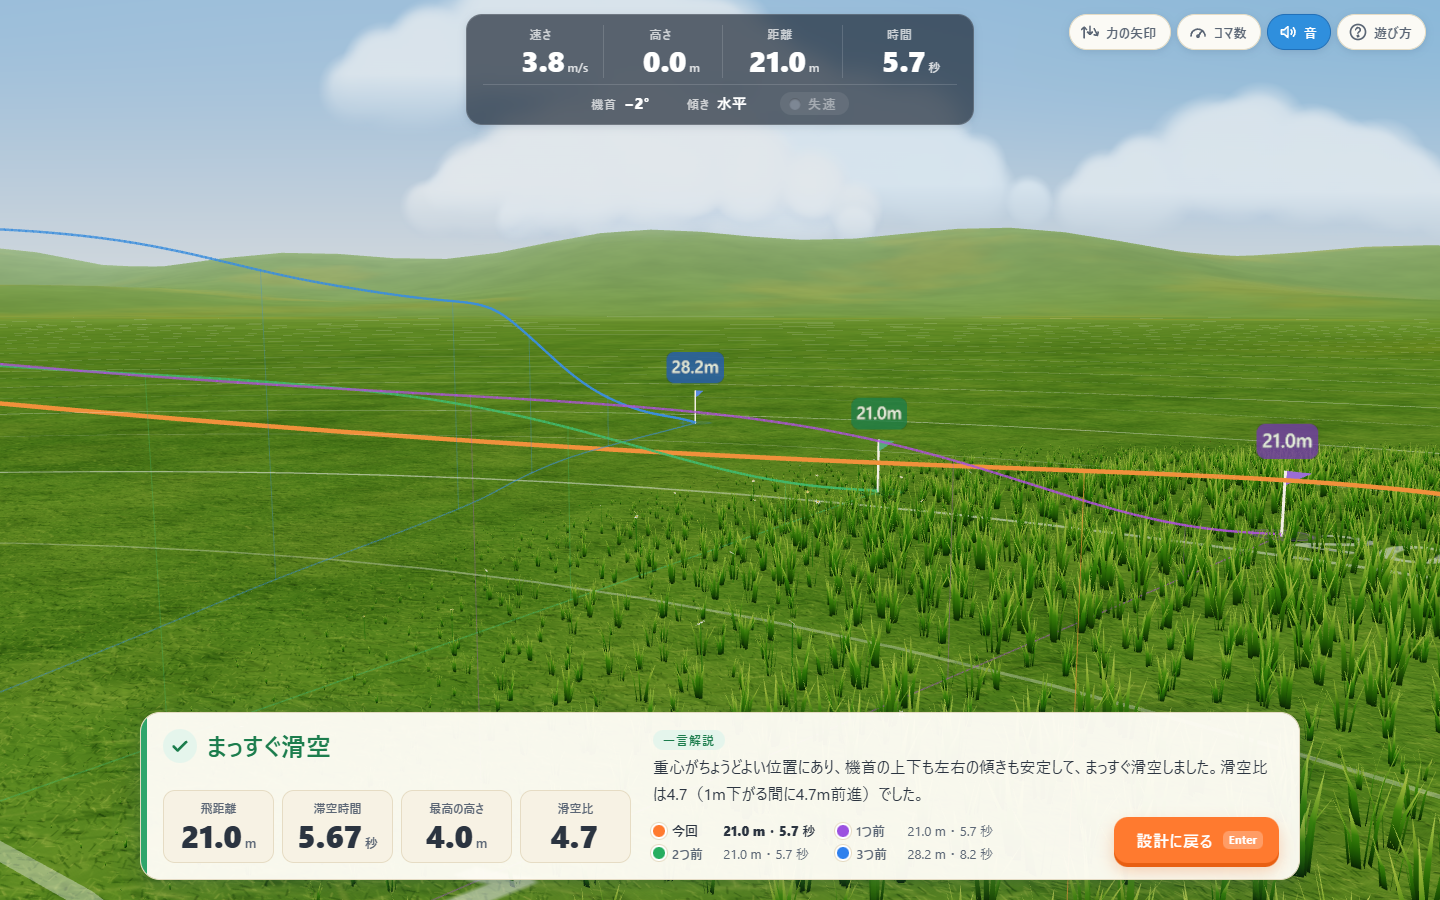 速さ 高さ 距離 時間
3.8 m/s 0.0 m 21.0 m 5.7 秒
機首 −2° 傾き 水平 失速
力の矢印 コマ数 音 遊び方
28.2m
21.0m
21.0m
まっすぐ滑空
飛距離 滞空時間 最高の高さ 滑空比
21.0 m 5.67 秒 4.0 m 4.7
一言解説
重心がちょうどよい位置にあり、機首の上下も左右の傾きも安定して、まっすぐ滑空しました。滑空比
は4.7（1m下がる間に4.7m前進）でした。
今回 21.0 m・5.7 秒 1つ前 21.0 m・5.7 秒
2つ前 21.0 m・5.7 秒 3つ前 28.2 m・8.2 秒
設計に戻る Enter